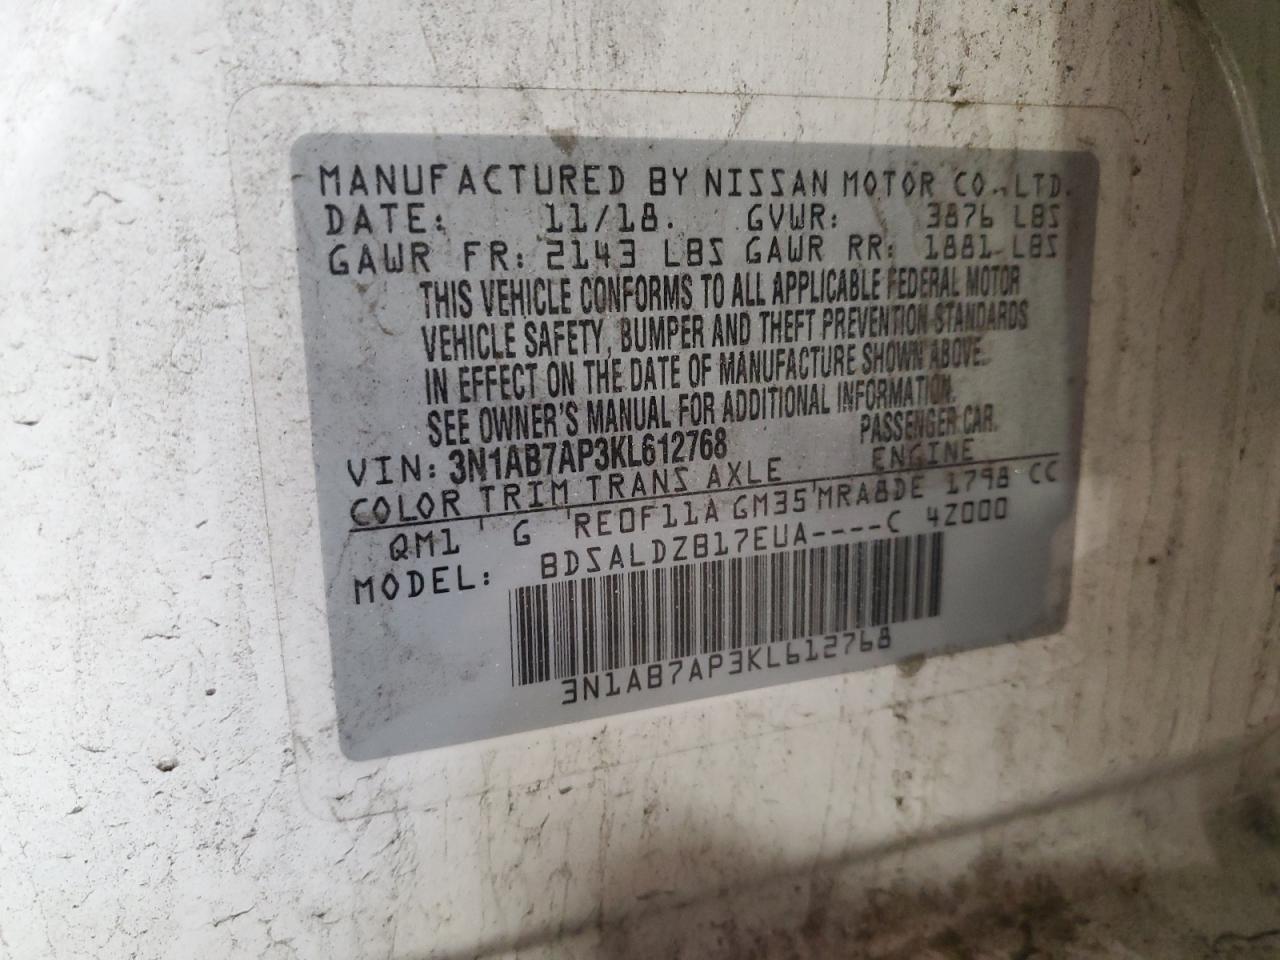 MANUFACTURED BY NISSAN MOTOR CO., LTD.
DATE: 11/18. GVWR: 3876 LBS
GAWR FR: 2143 LBS GAWR RR: 1881 LBS
THIS VEHICLE CONFORMS TO ALL APPLICABLE FEDERAL MOTOR
VEHICLE SAFETY, BUMPER AND THEFT PREVENTION STANDARDS
IN EFFECT ON THE DATE OF MANUFACTURE SHOWN ABOVE.
SEE OWNER'S MANUAL FOR ADDITIONAL INFORMATION.
VIN: 3N1AB7AP3KL612768 PASSENGER CAR.
COLOR TRIM TRANS AXLE ENGINE
QM1 G RE0F11A GM35 MRA8DE 1798 CC
MODEL: BDSALDZB17EUA----C 4Z000
3N1AB7AP3KL612768